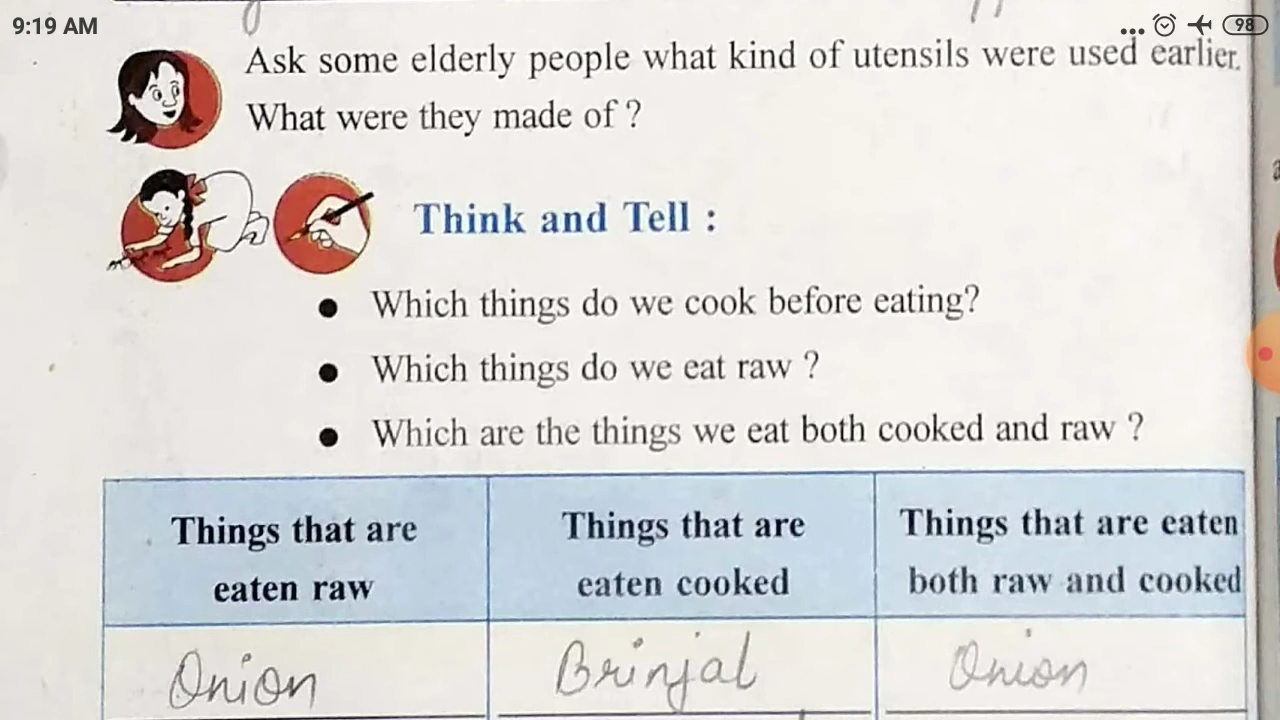 9:19 AM
98
Ask some elderly people what kind of utensils were used earlier.
What were they made of ?
Think and Tell :
● Which things do we cook before eating?
● Which things do we eat raw ?
● Which are the things we eat both cooked and raw ?
Things that are
eaten raw
Things that are
eaten cooked
Things that are eaten
both raw and cooked
Onion
Brinjal
Onion